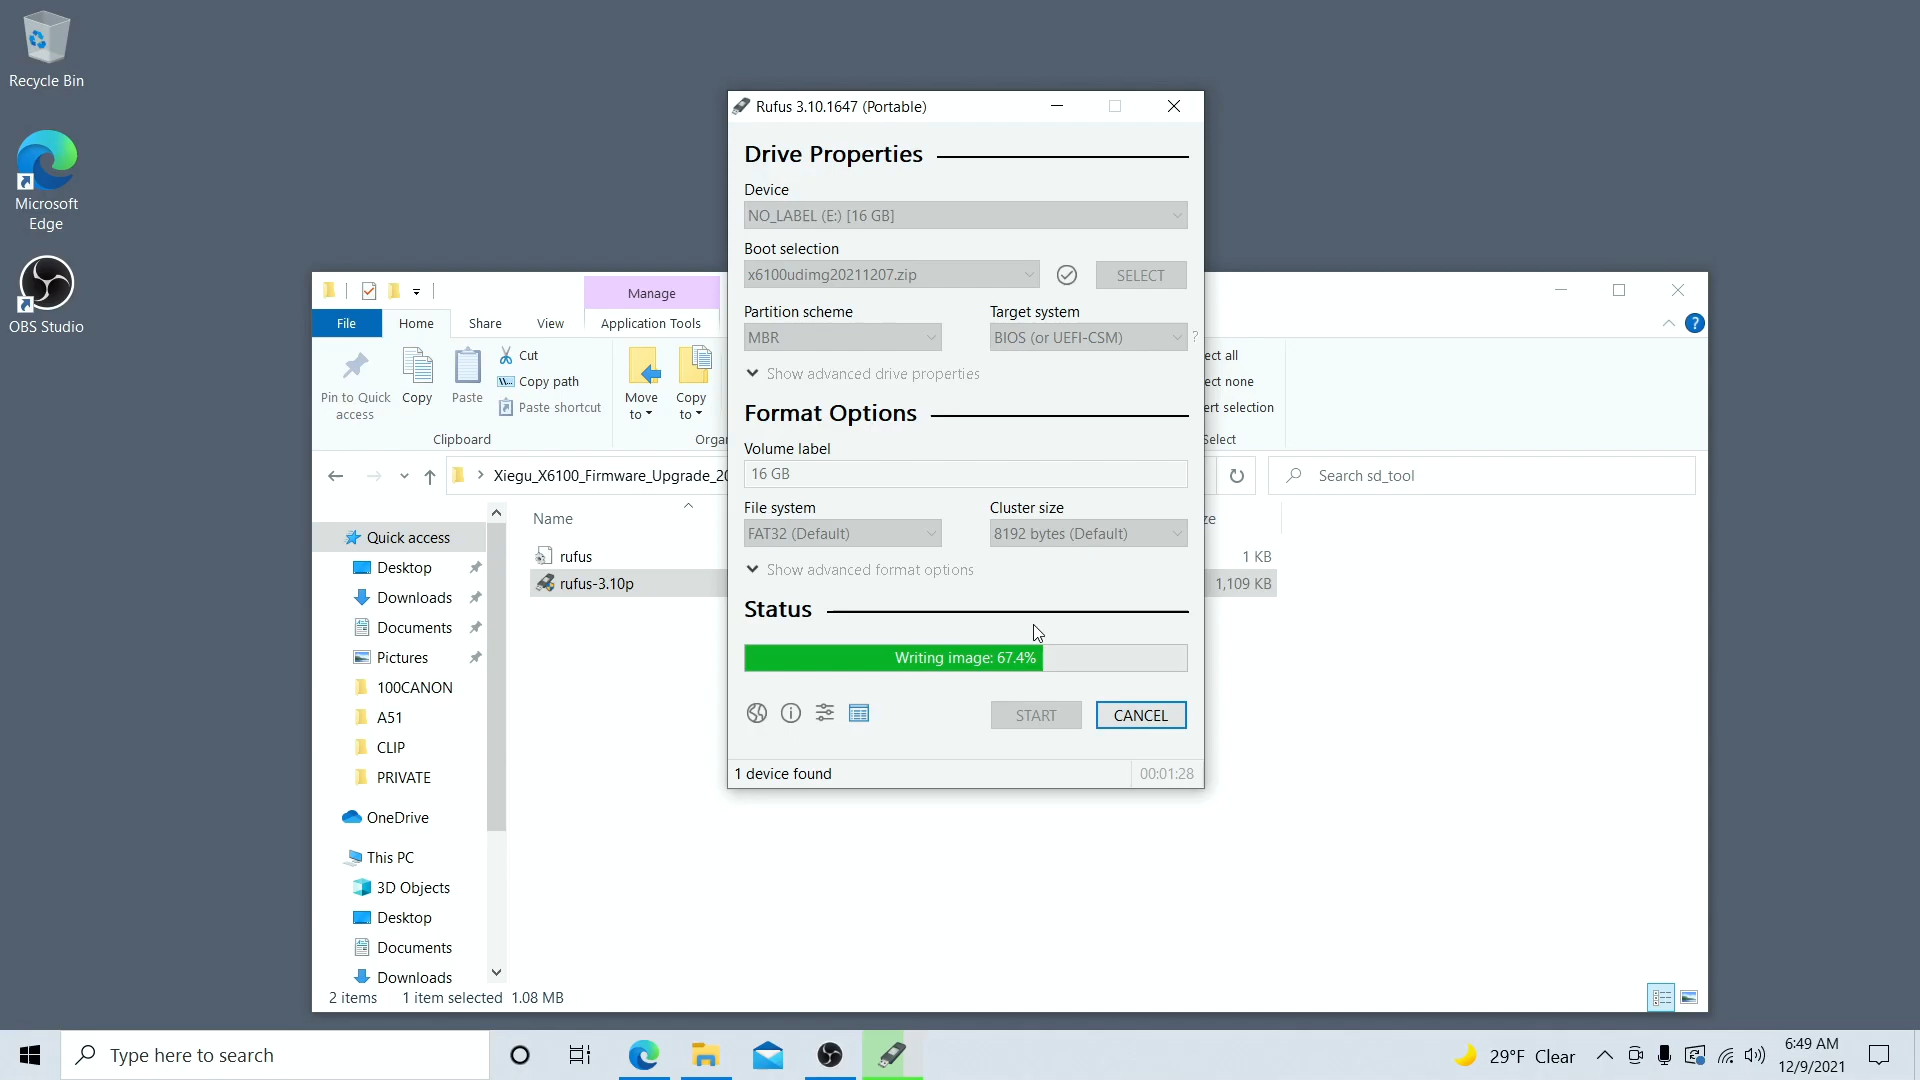 Recycle Bin
Microsoft
Edge
OBS Studio
Rufus 3.10.1647 (Portable)
Drive Properties
Device
NO_LABEL (E:) [16 GB]
Boot selection
x6100udimg20211207.zip
SELECT
Partition scheme
Target system
MBR
BIOS (or UEFI-CSM)
?
Show advanced drive properties
Format Options
Volume label
16 GB
File system
Cluster size
FAT32 (Default)
8192 bytes (Default)
Show advanced format options
Status
Writing image: 67.4%
START
CANCEL
1 device found
00:01:28
Manage
File
Home
Share
View
Application Tools
?
Pin to Quick
access
Copy
Paste
Cut
Copy path
Paste shortcut
Clipboard
Move
to
Copy
to
Orga
ect all
ect none
ert selection
Select
Xiegu_X6100_Firmware_Upgrade_20
Search sd_tool
Name
ze
Quick access
Desktop
Downloads
Documents
Pictures
100CANON
A51
CLIP
PRIVATE
OneDrive
This PC
3D Objects
Desktop
Documents
Downloads
rufus
1 KB
rufus-3.10p
1,109 KB
2 items
1 item selected 1.08 MB
Type here to search
29°F Clear
6:49 AM
12/9/2021